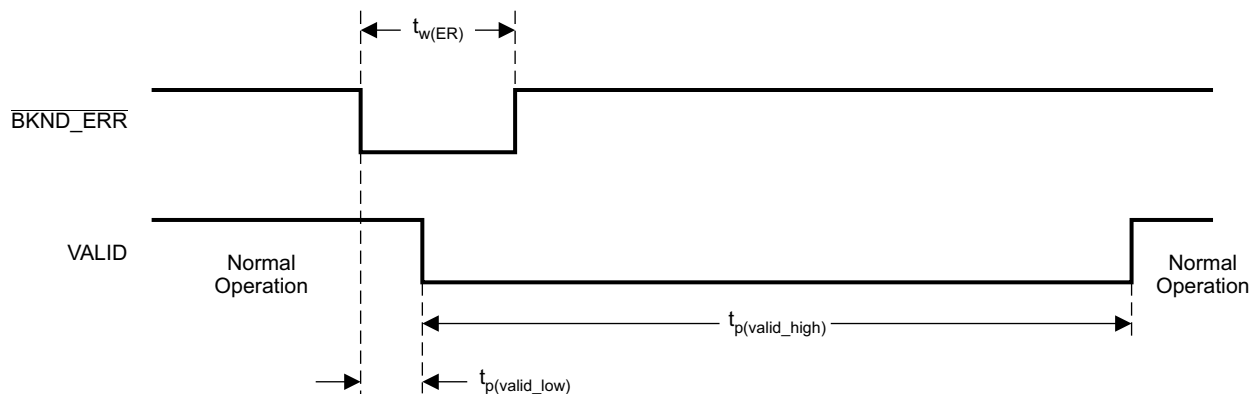 t_w(ER)
BKND_ERR
VALID
Normal
Operation
Normal
Operation
t_p(valid_high)
t_p(valid_low)